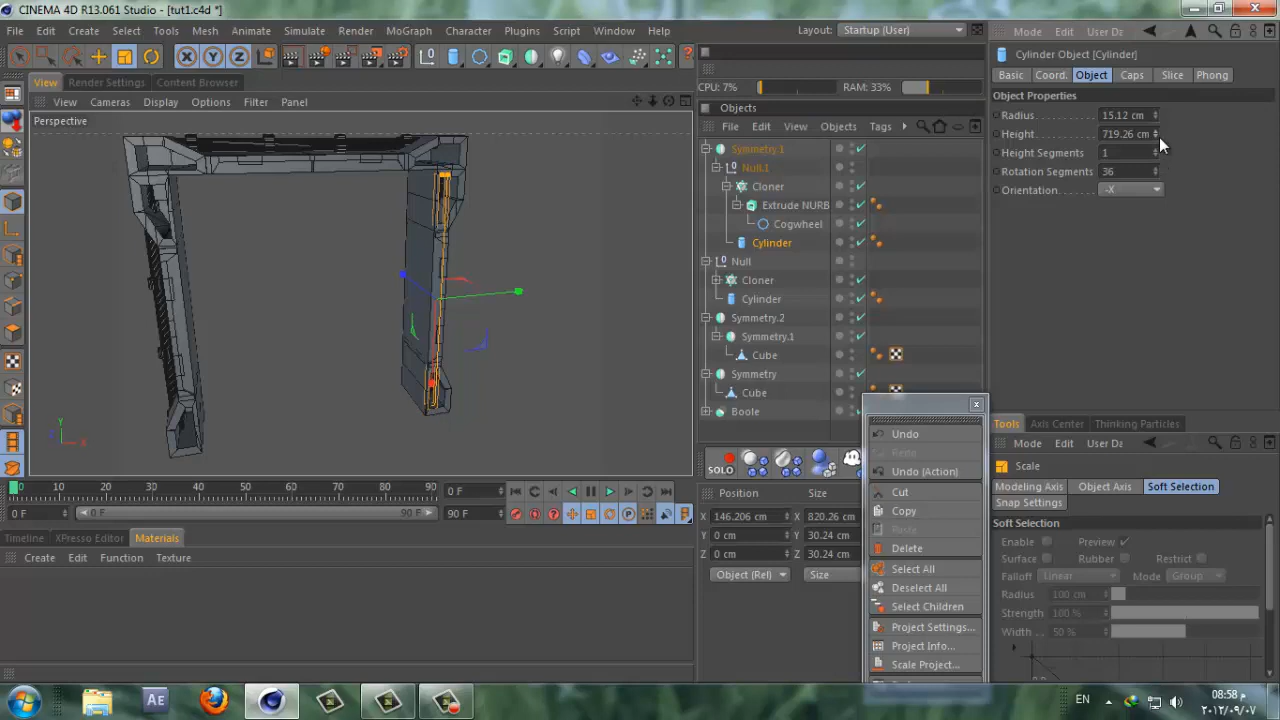 CINEMA 4D R13.061 Studio - [tut1.c4d *]
File Edit Create Select Tools Mesh Animate Simulate Render MoGraph Character Plugins Script Window Help
Layout: Startup (User)
View Render Settings Content Browser
View Cameras Display Options Filter Panel
Perspective
Y
X
CPU: 7% RAM: 33%
Objects
File Edit View Objects Tags
Symmetry.1
Null.1
Cloner
Extrude NURB
Cogwheel
Cylinder
Null
Cloner
Cylinder
Symmetry.2
Symmetry.1
Cube
Symmetry
Cube
Boole
Mode Edit User Da
Cylinder Object [Cylinder]
Basic Coord. Object Caps Slice Phong
Object Properties
Radius 15.12 cm
Height 719.26 cm
Height Segments 1
Rotation Segments 36
Orientation -X
Undo
Redo
Undo (Action)
Cut
Copy
Paste
Delete
Select All
Deselect All
Select Children
Project Settings...
Project Info...
Scale Project...
0 10 20 30 40 50 60 70 80 90 0 F
0 F 0 F 90 F 90 F
SOLO
Timeline XPresso Editor Materials
Create Edit Function Texture
Position Size
X 146.206 cm X 820.26 cm
Y 0 cm Y 30.24 cm
Z 0 cm Z 30.24 cm
Object (Rel) Size
Tools Axis Center Thinking Particles
Mode Edit User Da
Scale
Modeling Axis Object Axis Soft Selection
Snap Settings
Soft Selection
Enable Preview
Surface Rubber Restrict
Falloff Linear Mode Group
Radius 100 cm
Strength 100 %
Width 50 %
Ae
EN
08:58 م
٢٠١٢/٠٩/٠٧